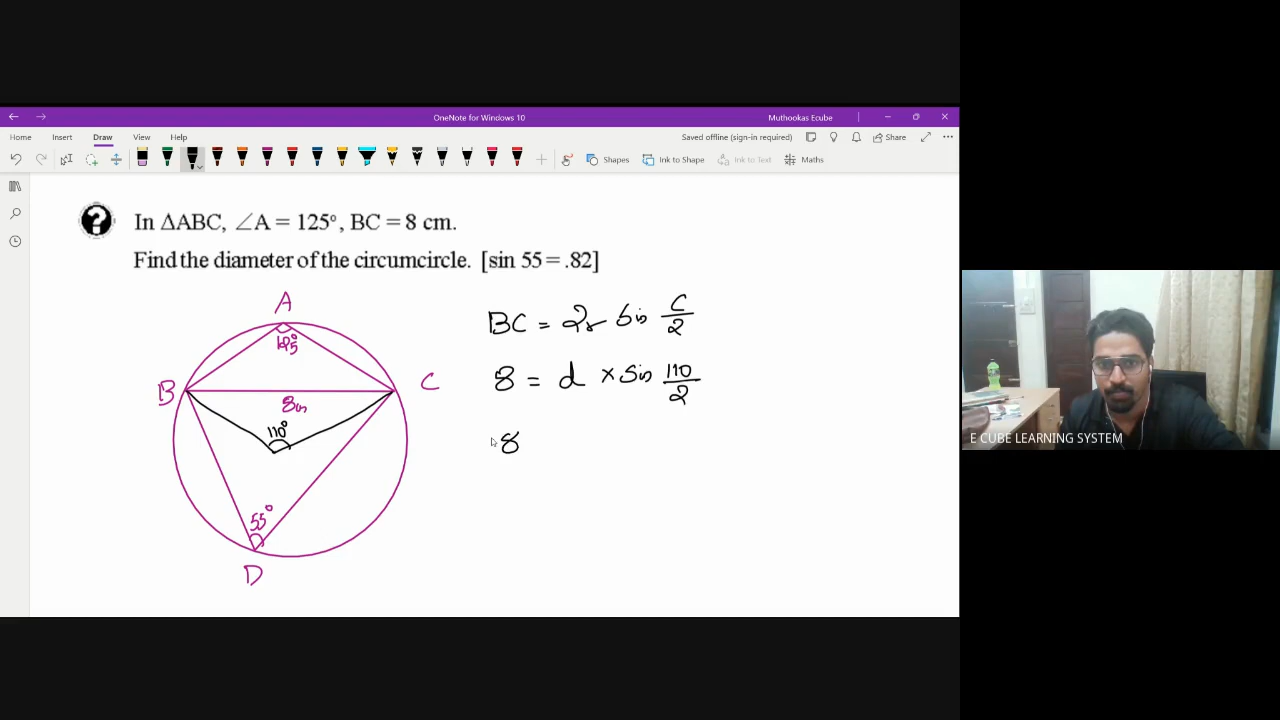 OneNote for Windows 10
Muthookas Ecube
Home Insert Draw View Help
Saved offline (sign-in required)
Share
Shapes
Ink to Shape
Ink to Text
Maths
In ΔABC, ∠A = 125°, BC = 8 cm.
Find the diameter of the circumcircle. [sin 55 = .82]
A
125°
B
C
8cm
110°
55°
D
BC = 2r Sin C/2
8 = d × Sin 110/2
8
E CUBE LEARNING SYSTEM